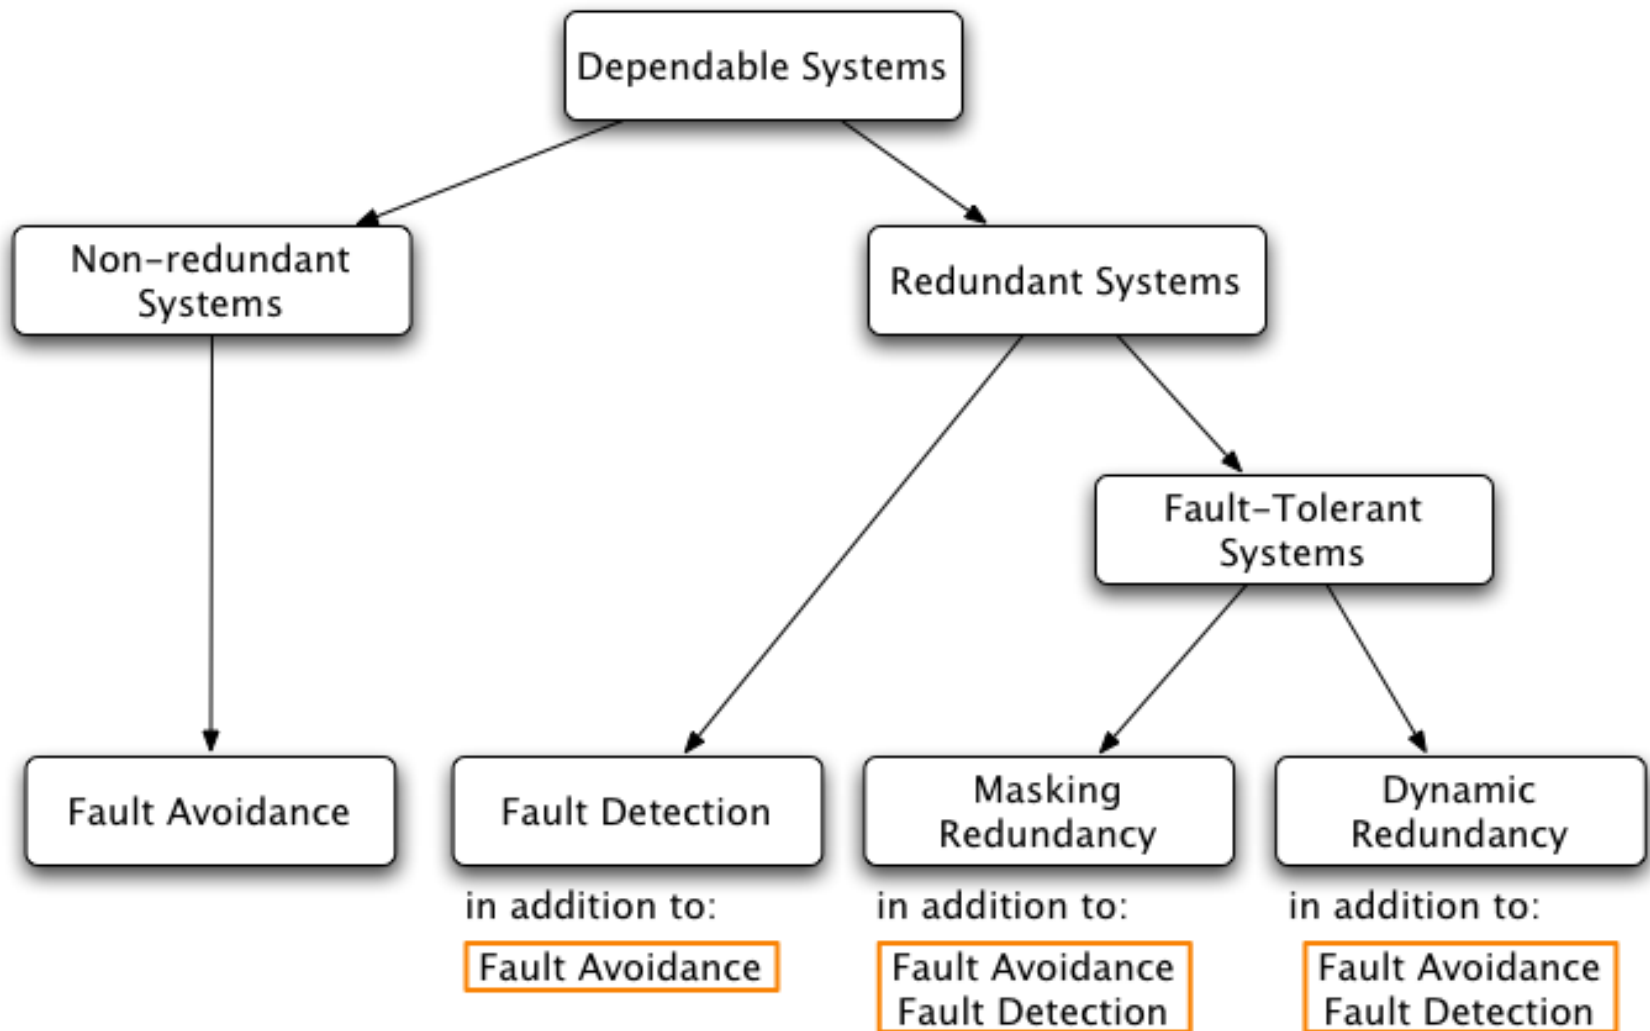 Dependable Systems
Non-redundant
Systems
Redundant Systems
Fault-Tolerant
Systems
Fault Avoidance
Fault Detection
Masking
Redundancy
Dynamic
Redundancy
in addition to:
in addition to:
in addition to:
Fault Avoidance
Fault Avoidance
Fault Detection
Fault Avoidance
Fault Detection